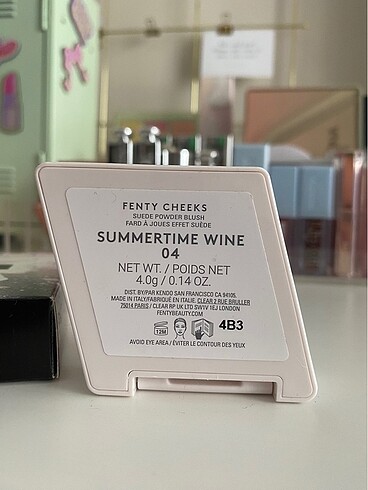 FENTY CHEEKS
SUEDE POWDER BLUSH
FARD À JOUES EFFET SUÈDE
SUMMERTIME WINE
04
NET WT. / POIDS NET
4.0g / 0.14 OZ.
DIST. BY/PAR KENDO SAN FRANCISCO CA 94105.
MADE IN ITALY/FABRIQUÉ EN ITALIE. CLEAR 2 RUE BRULLER
75014 PARIS / CLEAR RP UK LTD SW1V 1EJ LONDON
FENTYBEAUTY.COM
12M
4B3
AVOID EYE AREA / ÉVITER LE CONTOUR DES YEUX